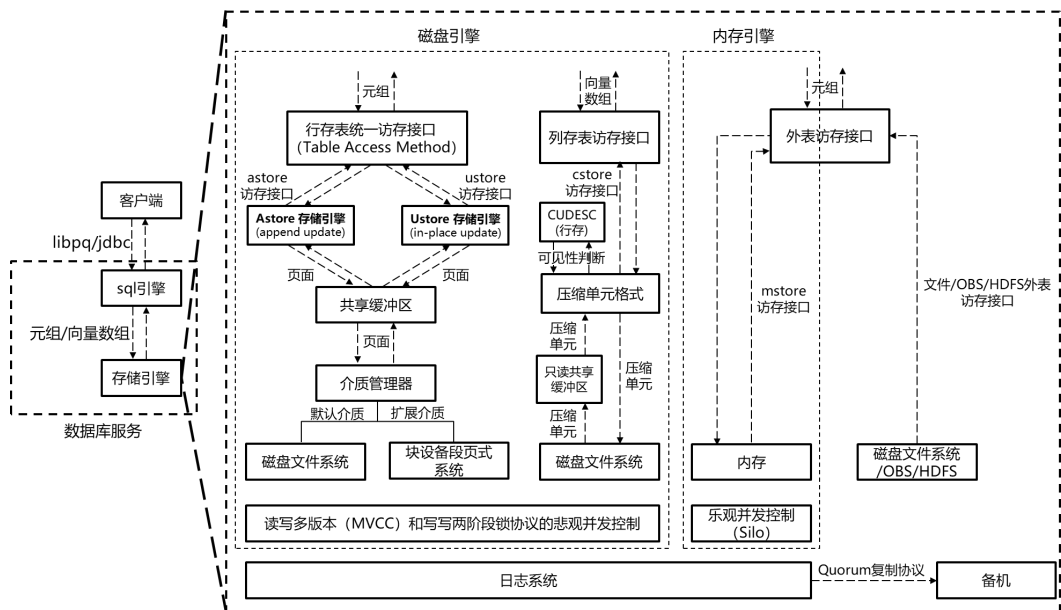 磁盘引擎
内存引擎
元组
向量
数组
元组
行存表统一访存接口
（Table Access Method）
列存表访存接口
外表访存接口
astore
访存接口
ustore
访存接口
cstore
访存接口
客户端
Astore 存储引擎
(append update)
Ustore 存储引擎
(in-place update)
CUDESC
(行存)
libpq/jdbc
可见性判断
页面
页面
sql引擎
共享缓冲区
压缩单元格式
mstore
访存接口
文件/OBS/HDFS外表
访存接口
元组/向量数组
页面
压缩
单元
存储引擎
介质管理器
只读共享
缓冲区
压缩
单元
默认介质
扩展介质
压缩
单元
数据库服务
磁盘文件系统
块设备段页式
系统
磁盘文件系统
内存
磁盘文件系统
/OBS/HDFS
读写多版本（MVCC）和写写两阶段锁协议的悲观并发控制
乐观并发控制
（Silo）
日志系统
Quorum复制协议
备机